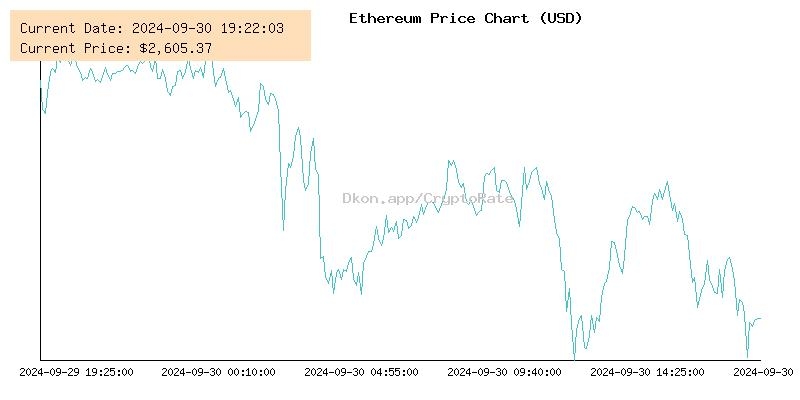 Ethereum Price Chart (USD)
Current Date: 2024-09-30 19:22:03
Current Price: $2,605.37
Dkon.app/CryptoRate
2024-09-29 19:25:00 2024-09-30 00:10:00 2024-09-30 04:55:00 2024-09-30 09:40:00 2024-09-30 14:25:00 2024-09-30